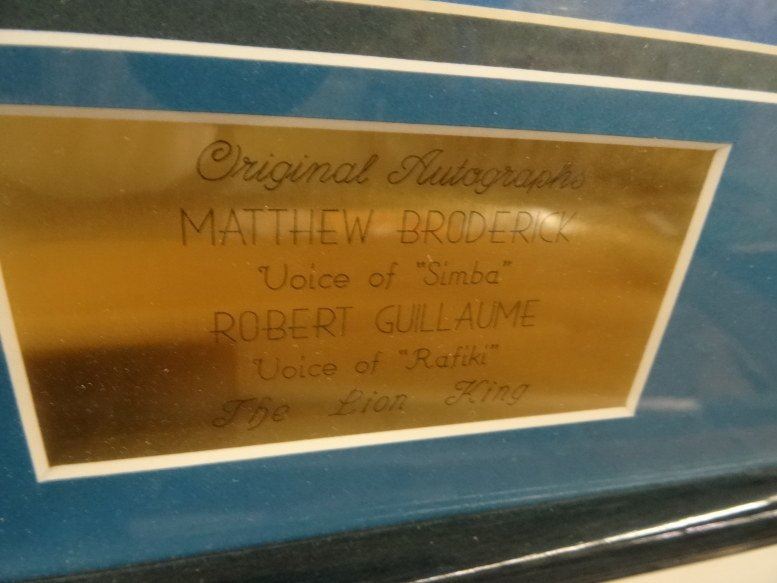 Original Autographs
MATTHEW BRODERICK
Voice of "Simba"
ROBERT GUILLAUME
Voice of "Rafiki"
The Lion King